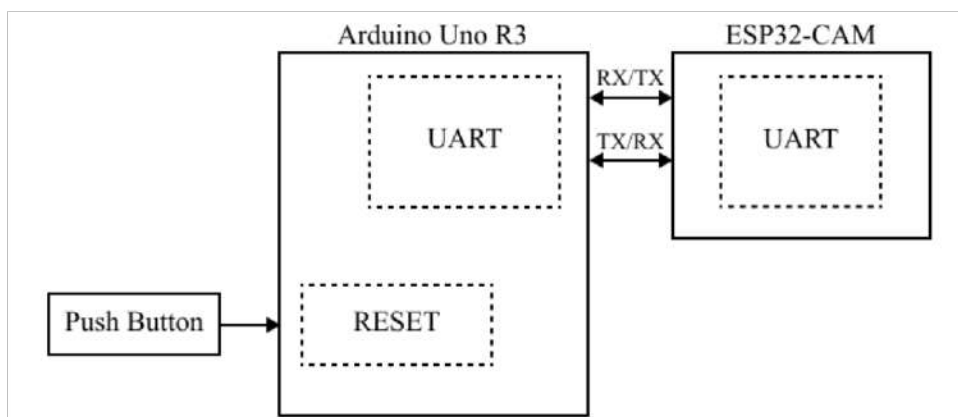 Arduino Uno R3
ESP32-CAM
RX/TX
UART
UART
TX/RX
Push Button
RESET